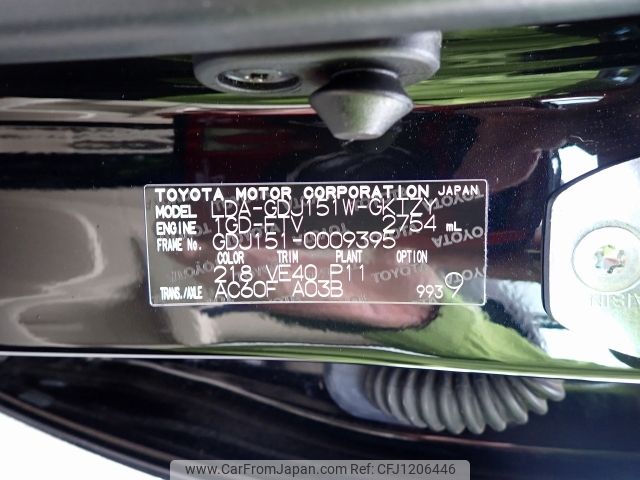 TOYOTA MOTOR CORPORATION JAPAN
MODEL LDA-GDJ151W-GKTZY
ENGINE 1GD-FTV 2754 mL
FRAME No. GDJ151-0009395
COLOR TRIM PLANT OPTION
218 VE40 P11
TRANS./AXLE AC60F A03B 993 9
WWW.CARFROMJAPAN.COM - CFJ1206446